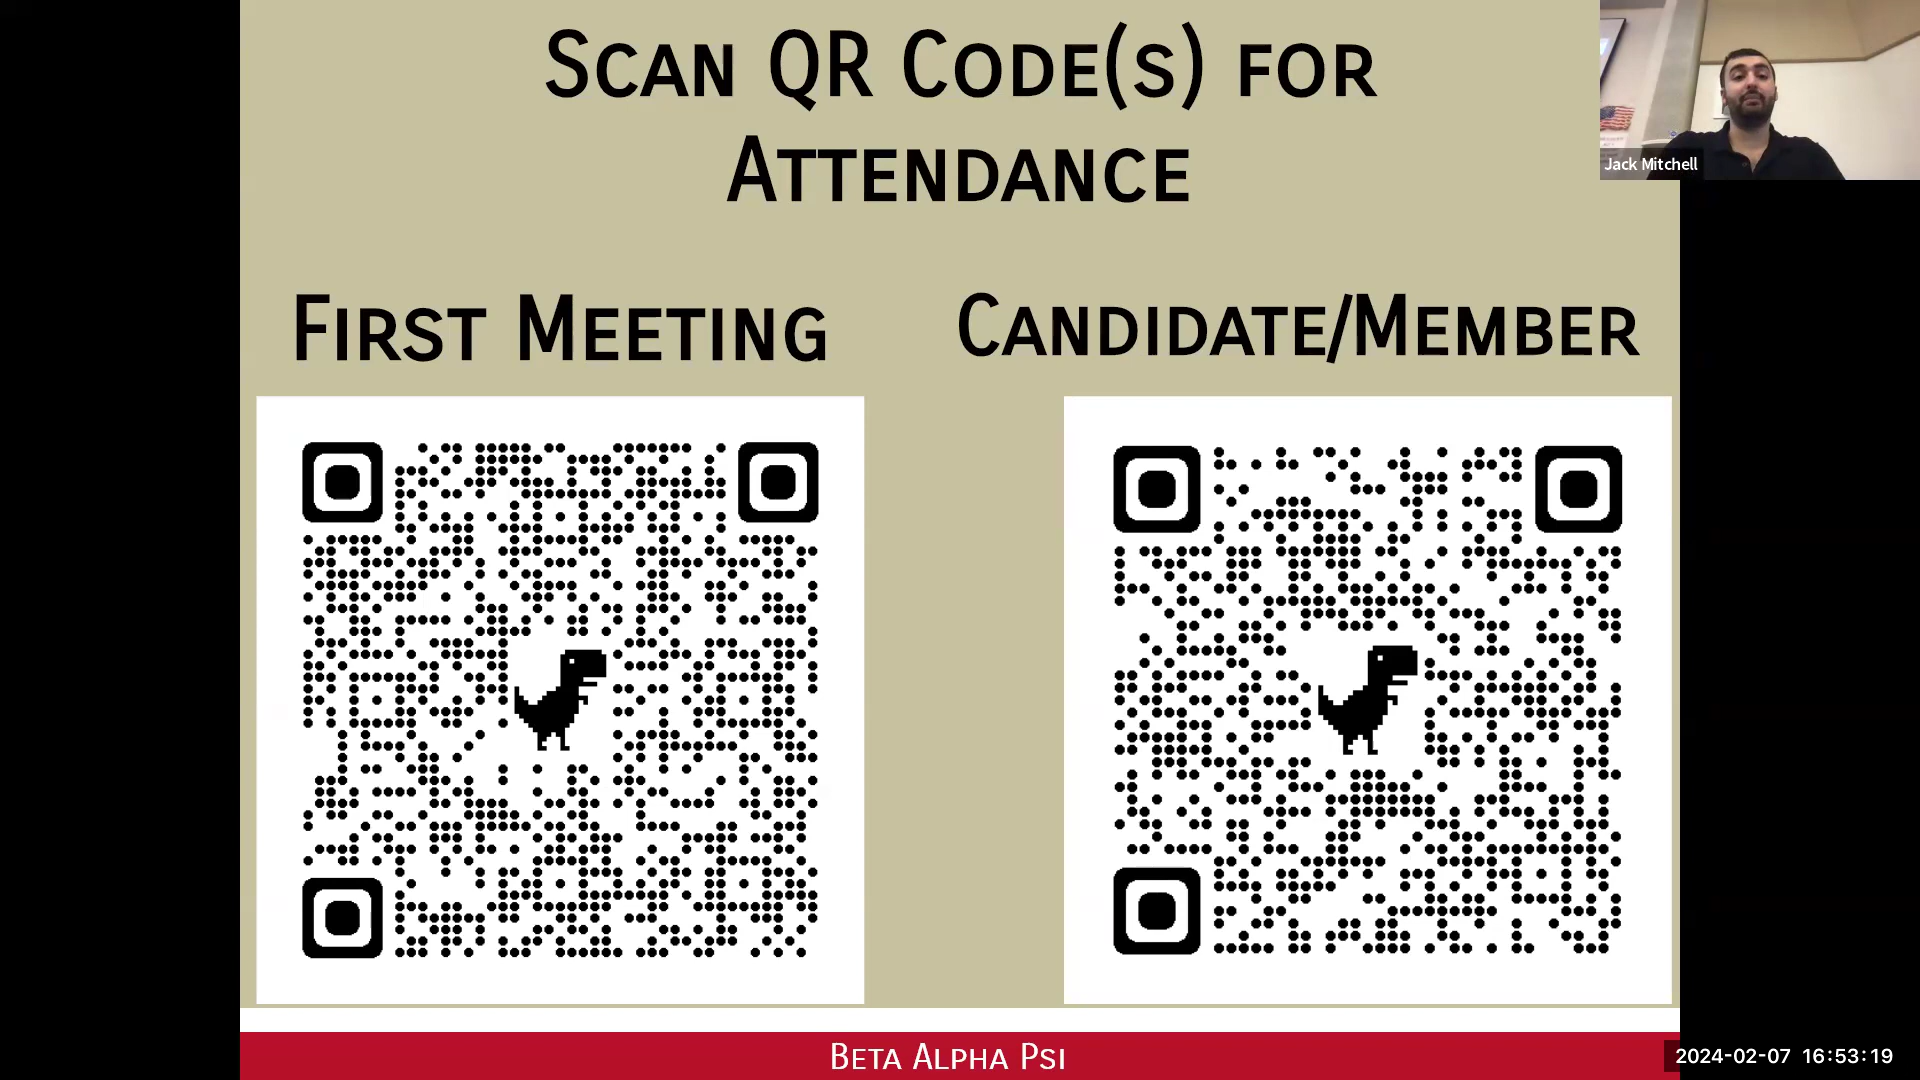 Scan QR Code(s) for
Attendance
Jack Mitchell
First Meeting
Candidate/Member
Beta Alpha Psi
2024-02-07 16:53:19